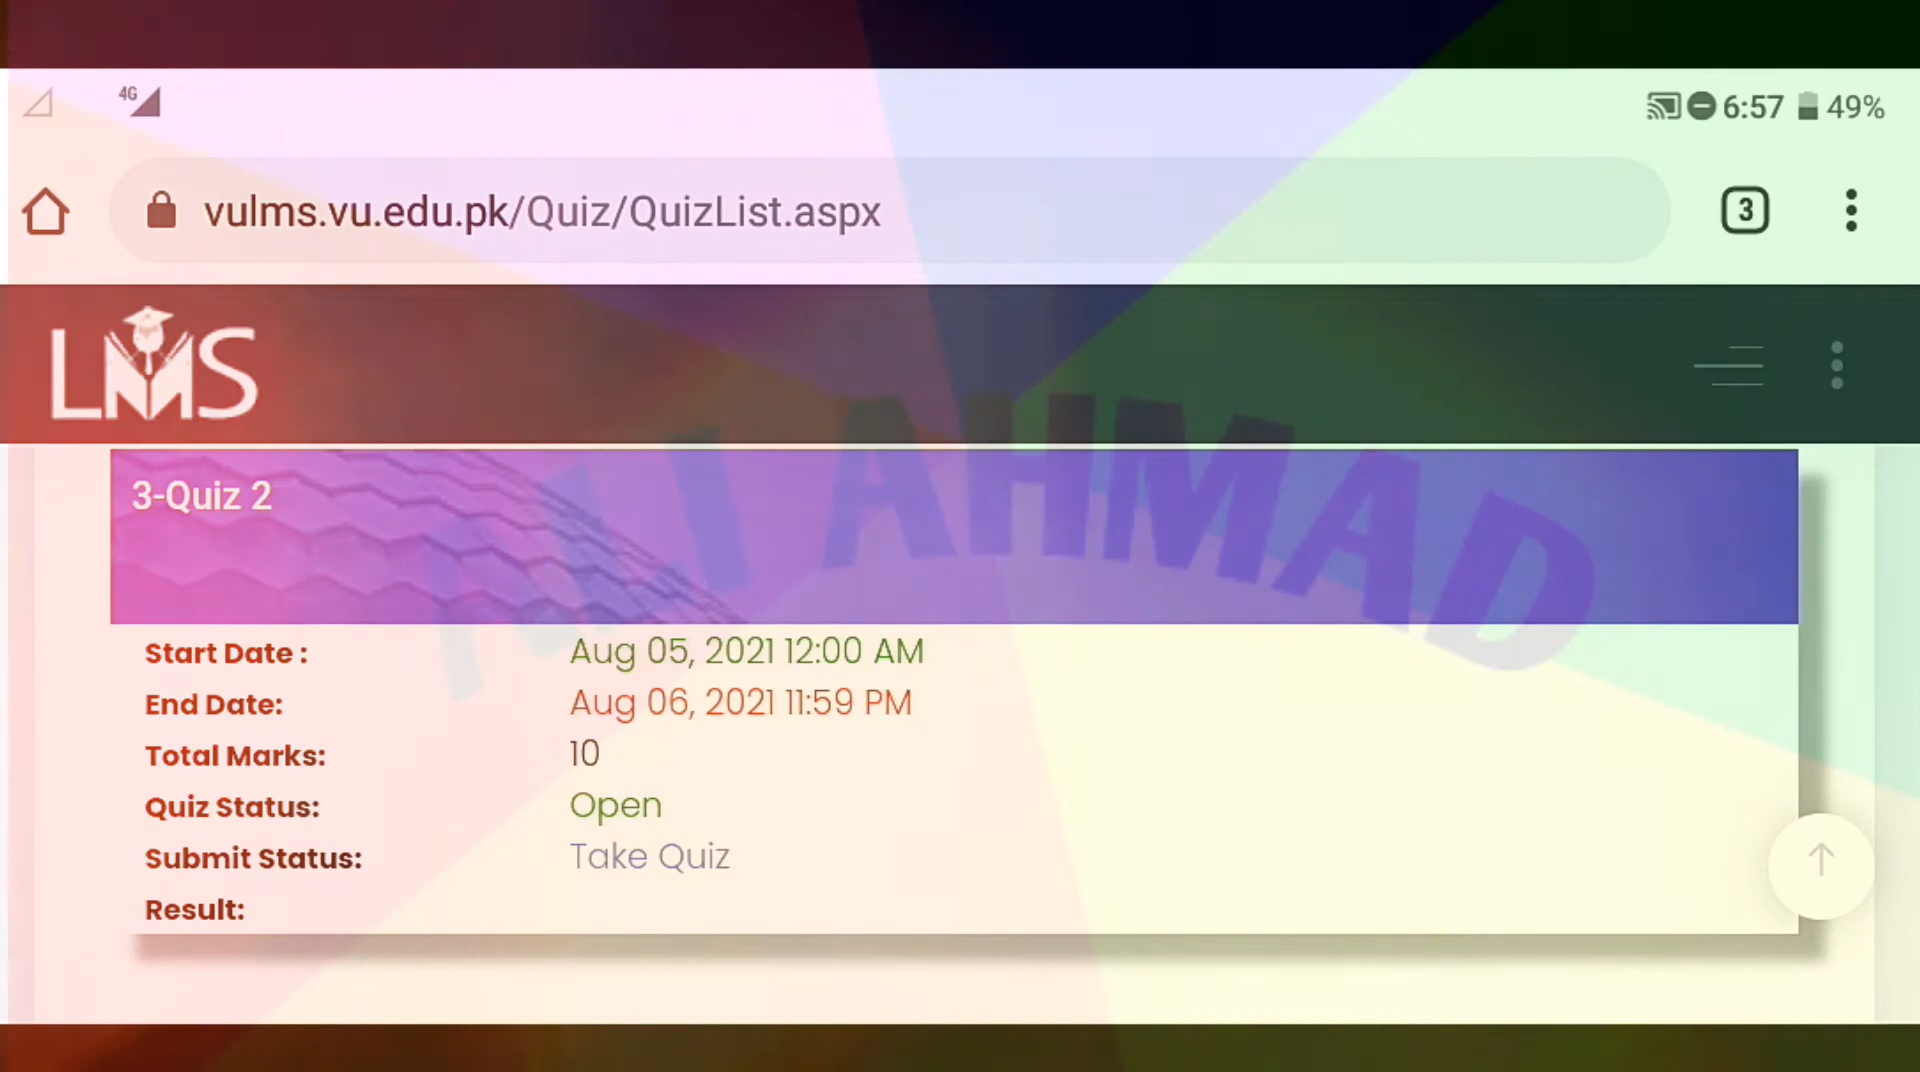 4G 6:57 49%
vulms.vu.edu.pk/Quiz/QuizList.aspx 3
LMS
ALI AHMAD
3-Quiz 2
Start Date : Aug 05, 2021 12:00 AM
End Date: Aug 06, 2021 11:59 PM
Total Marks: 10
Quiz Status: Open
Submit Status: Take Quiz
Result: